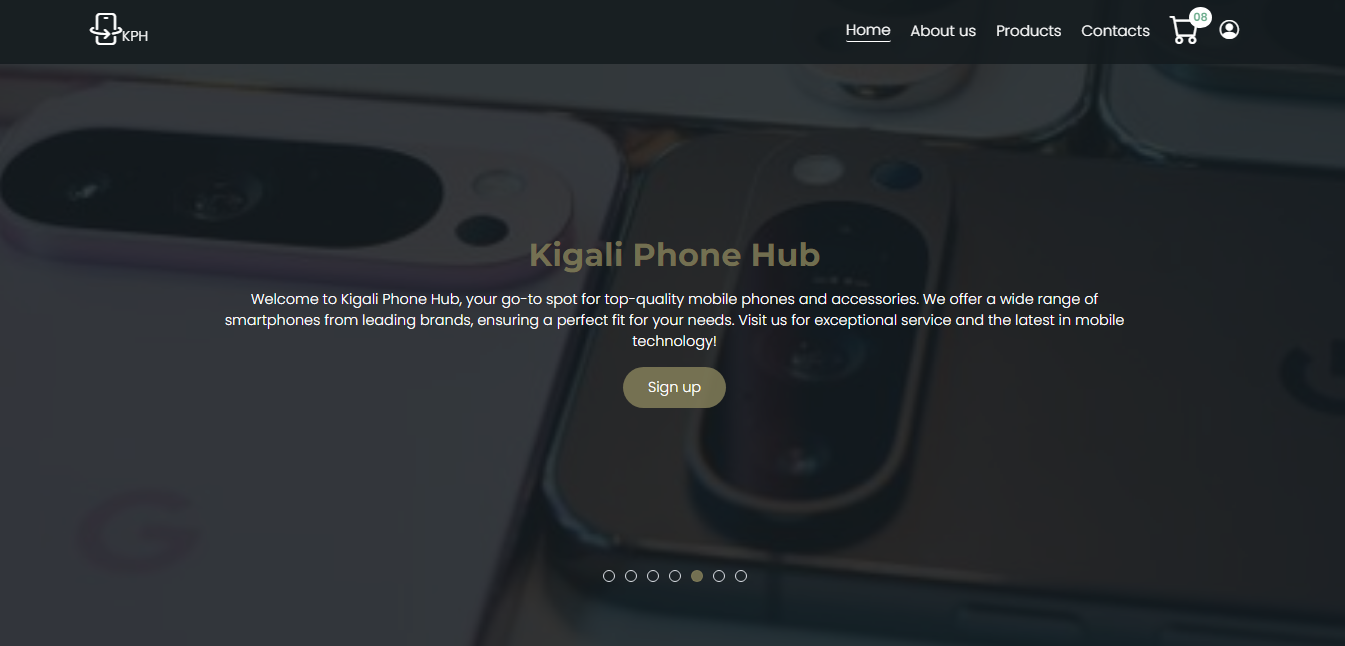 KPH
Home About us Products Contacts 08
Kigali Phone Hub
Welcome to Kigali Phone Hub, your go-to spot for top-quality mobile phones and accessories. We offer a wide range of
smartphones from leading brands, ensuring a perfect fit for your needs. Visit us for exceptional service and the latest in mobile
technology!
Sign up